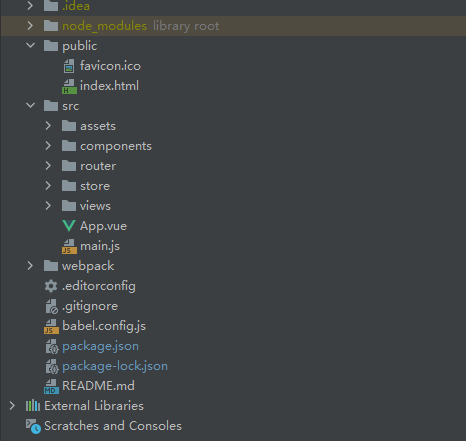 .idea
node_modules library root
public
favicon.ico
index.html
src
assets
components
router
store
views
App.vue
main.js
webpack
.editorconfig
.gitignore
babel.config.js
package.json
package-lock.json
README.md
External Libraries
Scratches and Consoles